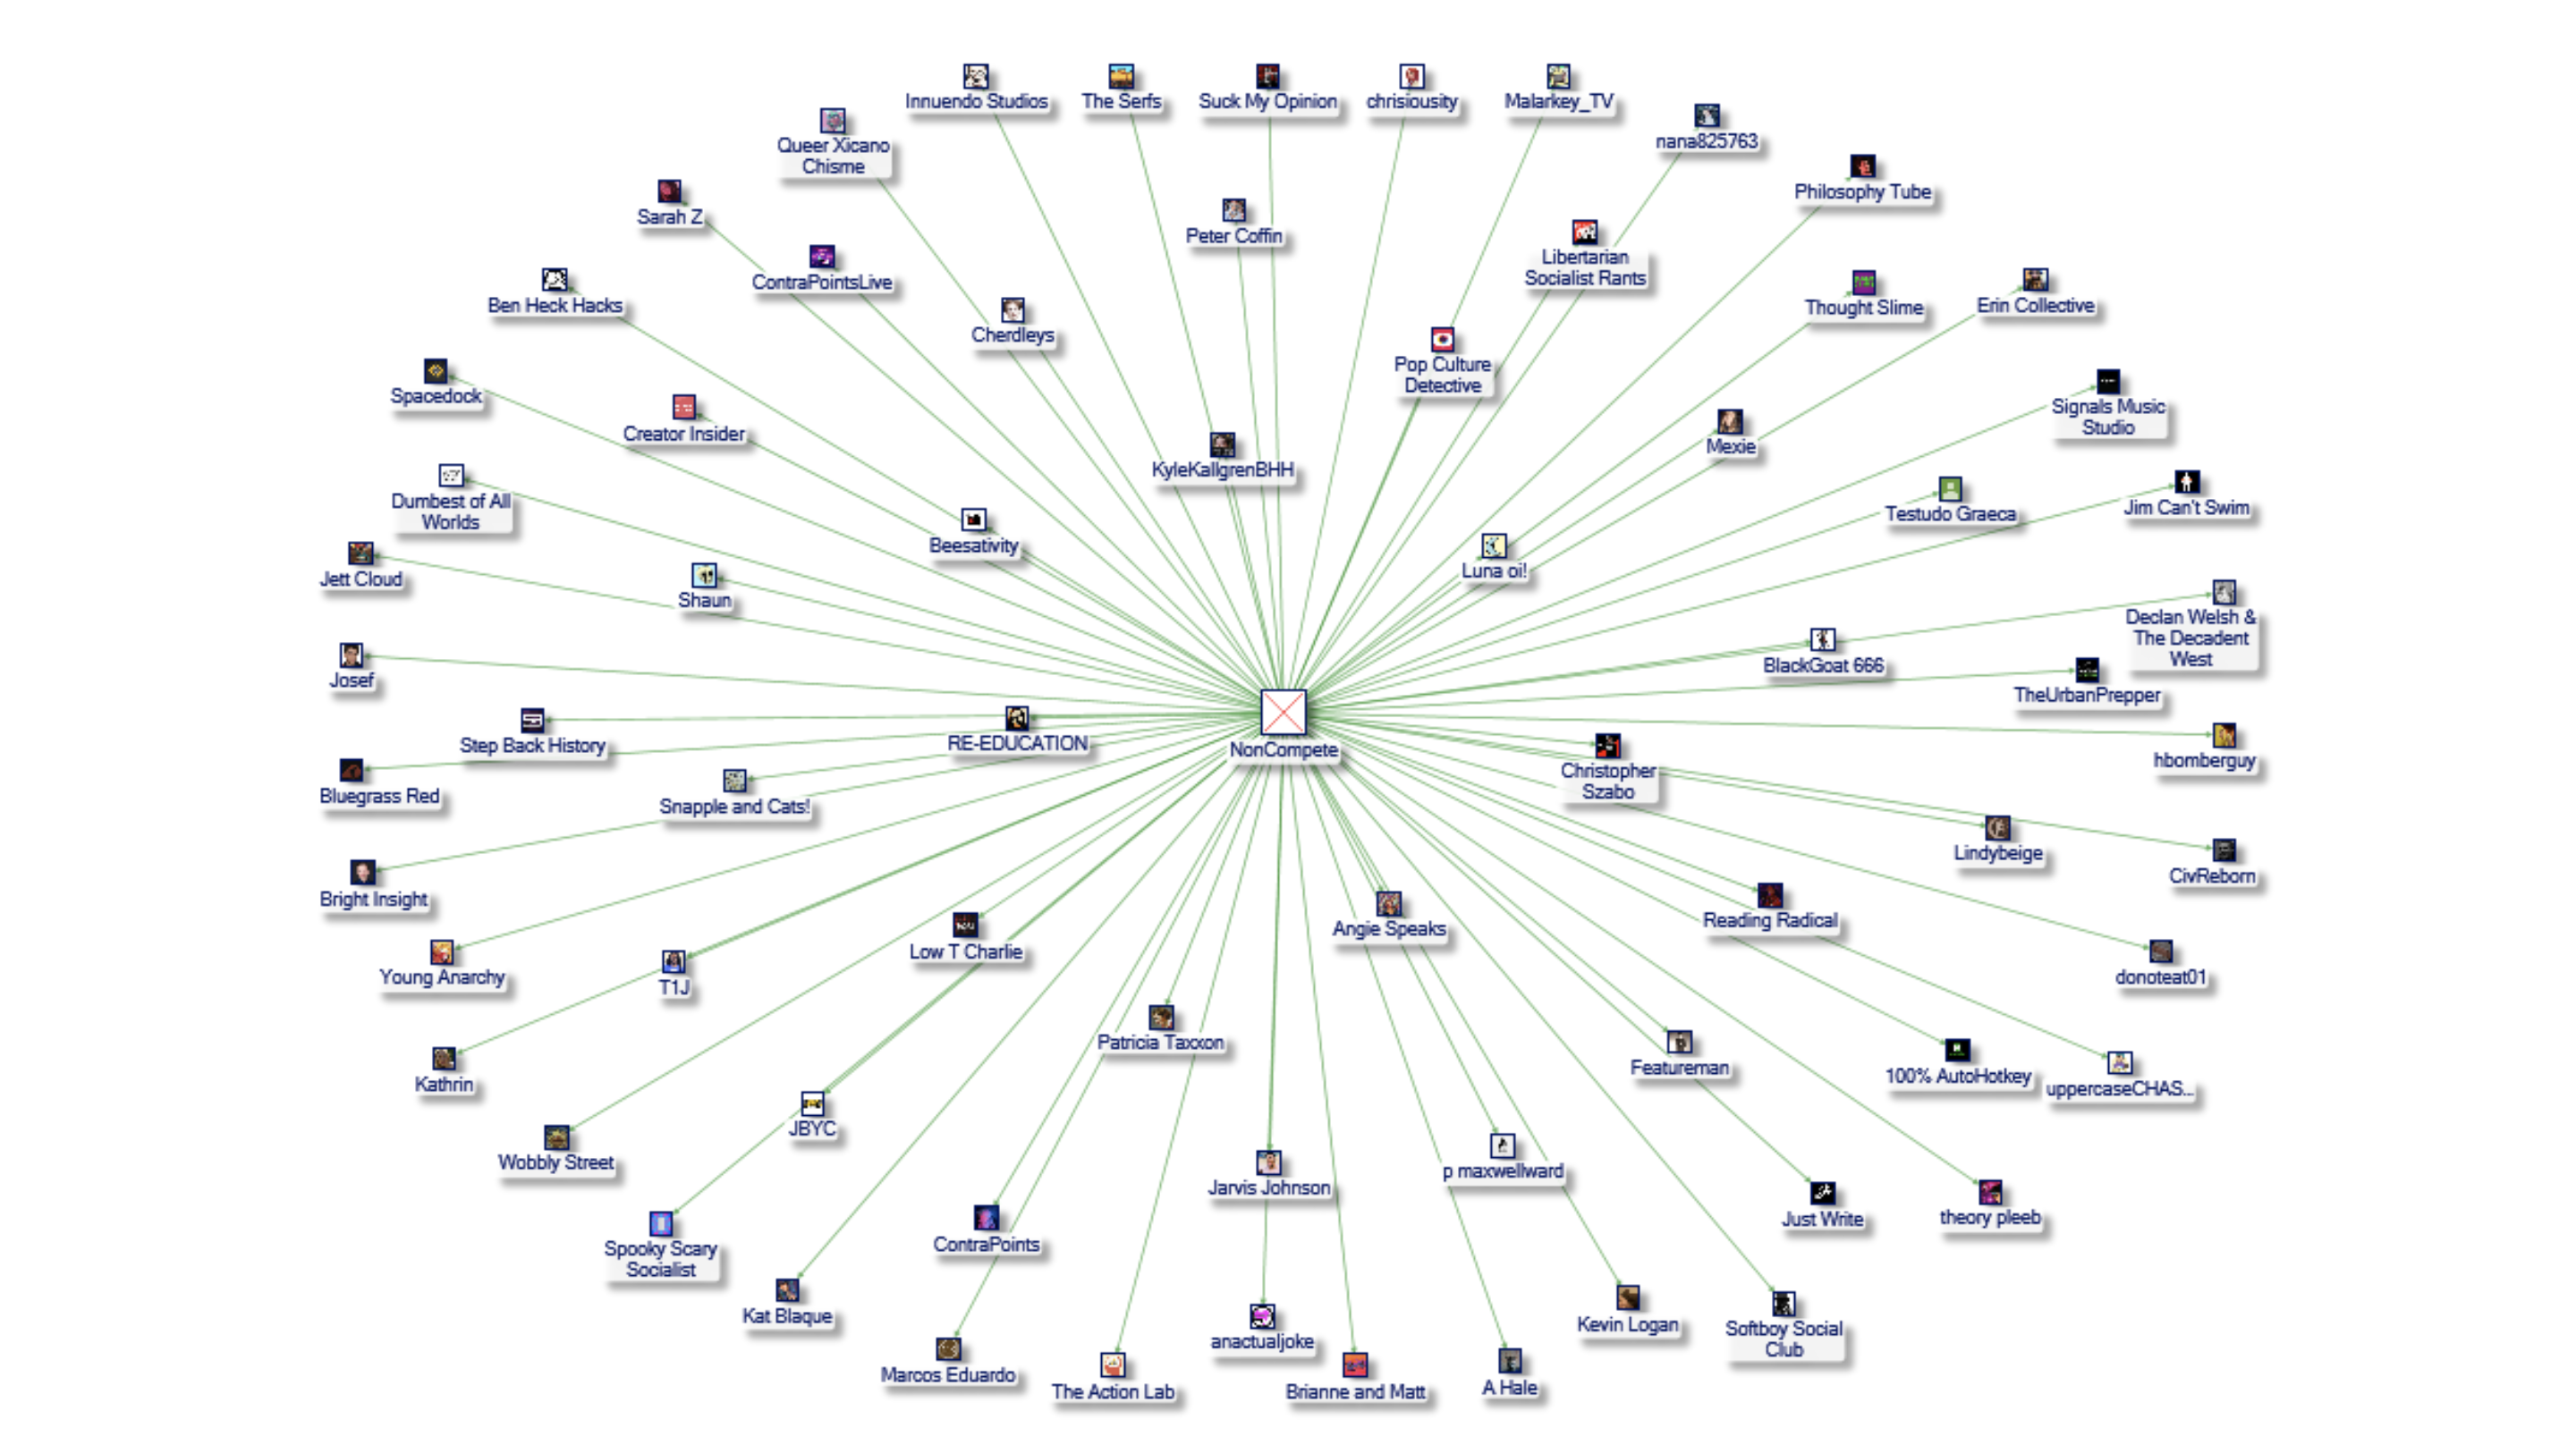 Innuendo Studios
The Serfs
Suck My Opinion
chrisiousity
Malarkey_TV
nana825763
Queer Xicano
Chisme
Philosophy Tube
Sarah Z
Peter Coffin
Libertarian
Socialist Rants
ContraPointsLive
Ben Heck Hacks
Cherdleys
Thought Slime
Erin Collective
Pop Culture
Detective
Spacedock
Creator Insider
KyleKallgrenBHH
Mexie
Signals Music
Studio
Dumbest of All
Worlds
Beesativity
Testudo Graeca
Jim Can't Swim
Jett Cloud
Shaun
Luna oi!
Declan Welsh &
The Decadent
West
BlackGoat 666
Josef
TheUrbanPrepper
Step Back History
RE-EDUCATION
NonCompete
Christopher
Szabo
hbomberguy
Bluegrass Red
Snapple and Cats!
Lindybeige
CivReborn
Bright Insight
Low T Charlie
Angie Speaks
Reading Radical
Young Anarchy
T1J
donoteat01
Kathrin
Patricia Taxxon
Featureman
100% AutoHotkey
uppercaseCHAS...
JBYC
Wobbly Street
Jarvis Johnson
p maxwellward
Just Write
theory pleeb
Spooky Scary
Socialist
ContraPoints
Kat Blaque
Marcos Eduardo
The Action Lab
anactualjoke
Brianne and Matt
A Hale
Kevin Logan
Softboy Social
Club